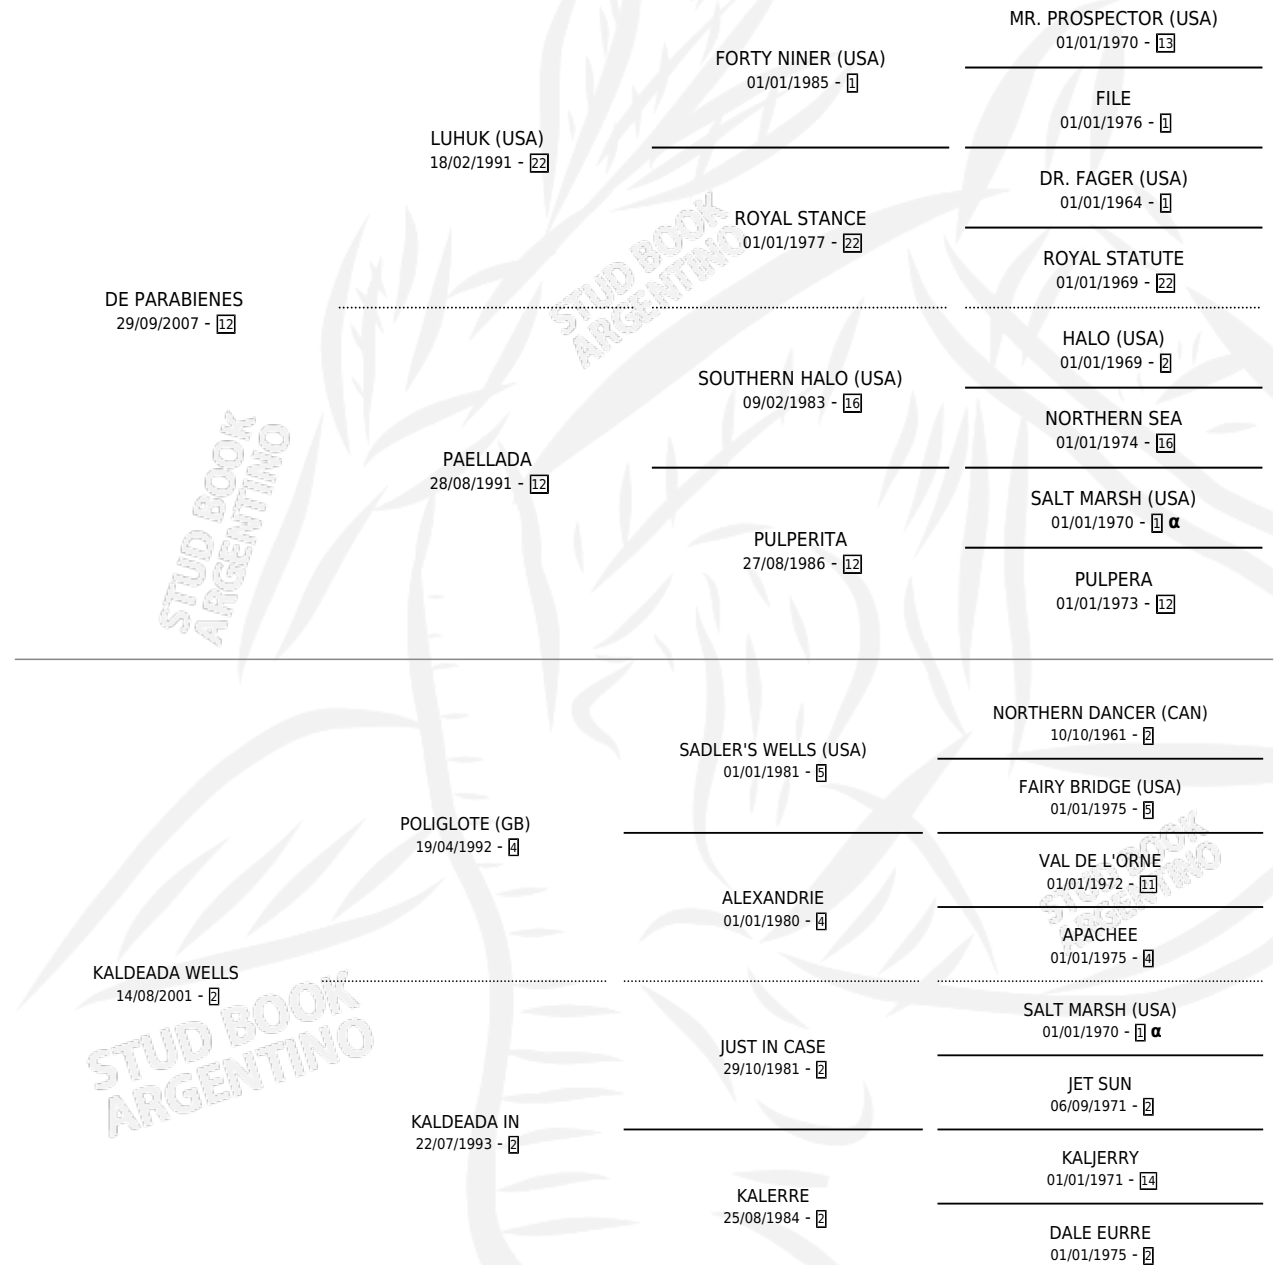 MR. PROSPECTOR (USA)
01/01/1970 - 13
FORTY NINER (USA)
01/01/1985 - 1
FILE
01/01/1976 - 1
LUHUK (USA)
18/02/1991 - 22
DR. FAGER (USA)
01/01/1964 - 1
ROYAL STANCE
01/01/1977 - 22
ROYAL STATUTE
01/01/1969 - 22
DE PARABIENES
29/09/2007 - 12
HALO (USA)
01/01/1969 - 2
SOUTHERN HALO (USA)
09/02/1983 - 16
NORTHERN SEA
01/01/1974 - 16
PAELLADA
28/08/1991 - 12
SALT MARSH (USA)
01/01/1970 - 1 α
PULPERITA
27/08/1986 - 12
PULPERA
01/01/1973 - 12
STUD BOOK
ARGENTINO
STUD BOOK
ARGENTINO
NORTHERN DANCER (CAN)
10/10/1961 - 2
SADLER'S WELLS (USA)
01/01/1981 - 5
FAIRY BRIDGE (USA)
01/01/1975 - 5
POLIGLOTE (GB)
19/04/1992 - 4
VAL DE L'ORNE
01/01/1972 - 11
ALEXANDRIE
01/01/1980 - 4
APACHEE
01/01/1975 - 4
KALDEADA WELLS
14/08/2001 - 2
SALT MARSH (USA)
01/01/1970 - 1 α
JUST IN CASE
29/10/1981 - 2
JET SUN
06/09/1971 - 2
KALDEADA IN
22/07/1993 - 2
KALJERRY
01/01/1971 - 14
KALERRE
25/08/1984 - 2
DALE EURRE
01/01/1975 - 2
STUD BOOK
ARGENTINO
STUD BOOK
ARGENTINO